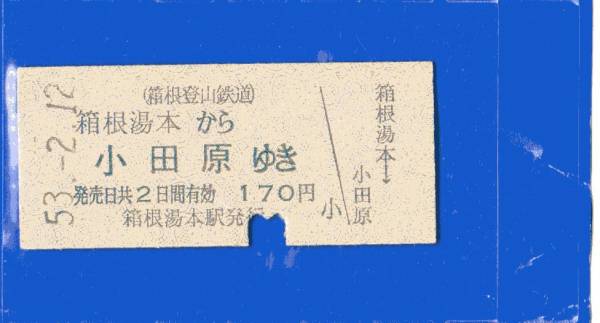 53.-2.12
(箱根登山鉄道)
箱根湯本 から
小田原 ゆき
発売日共2日間有効 170円
箱根湯本駅発行
小
箱根湯本→
小田原